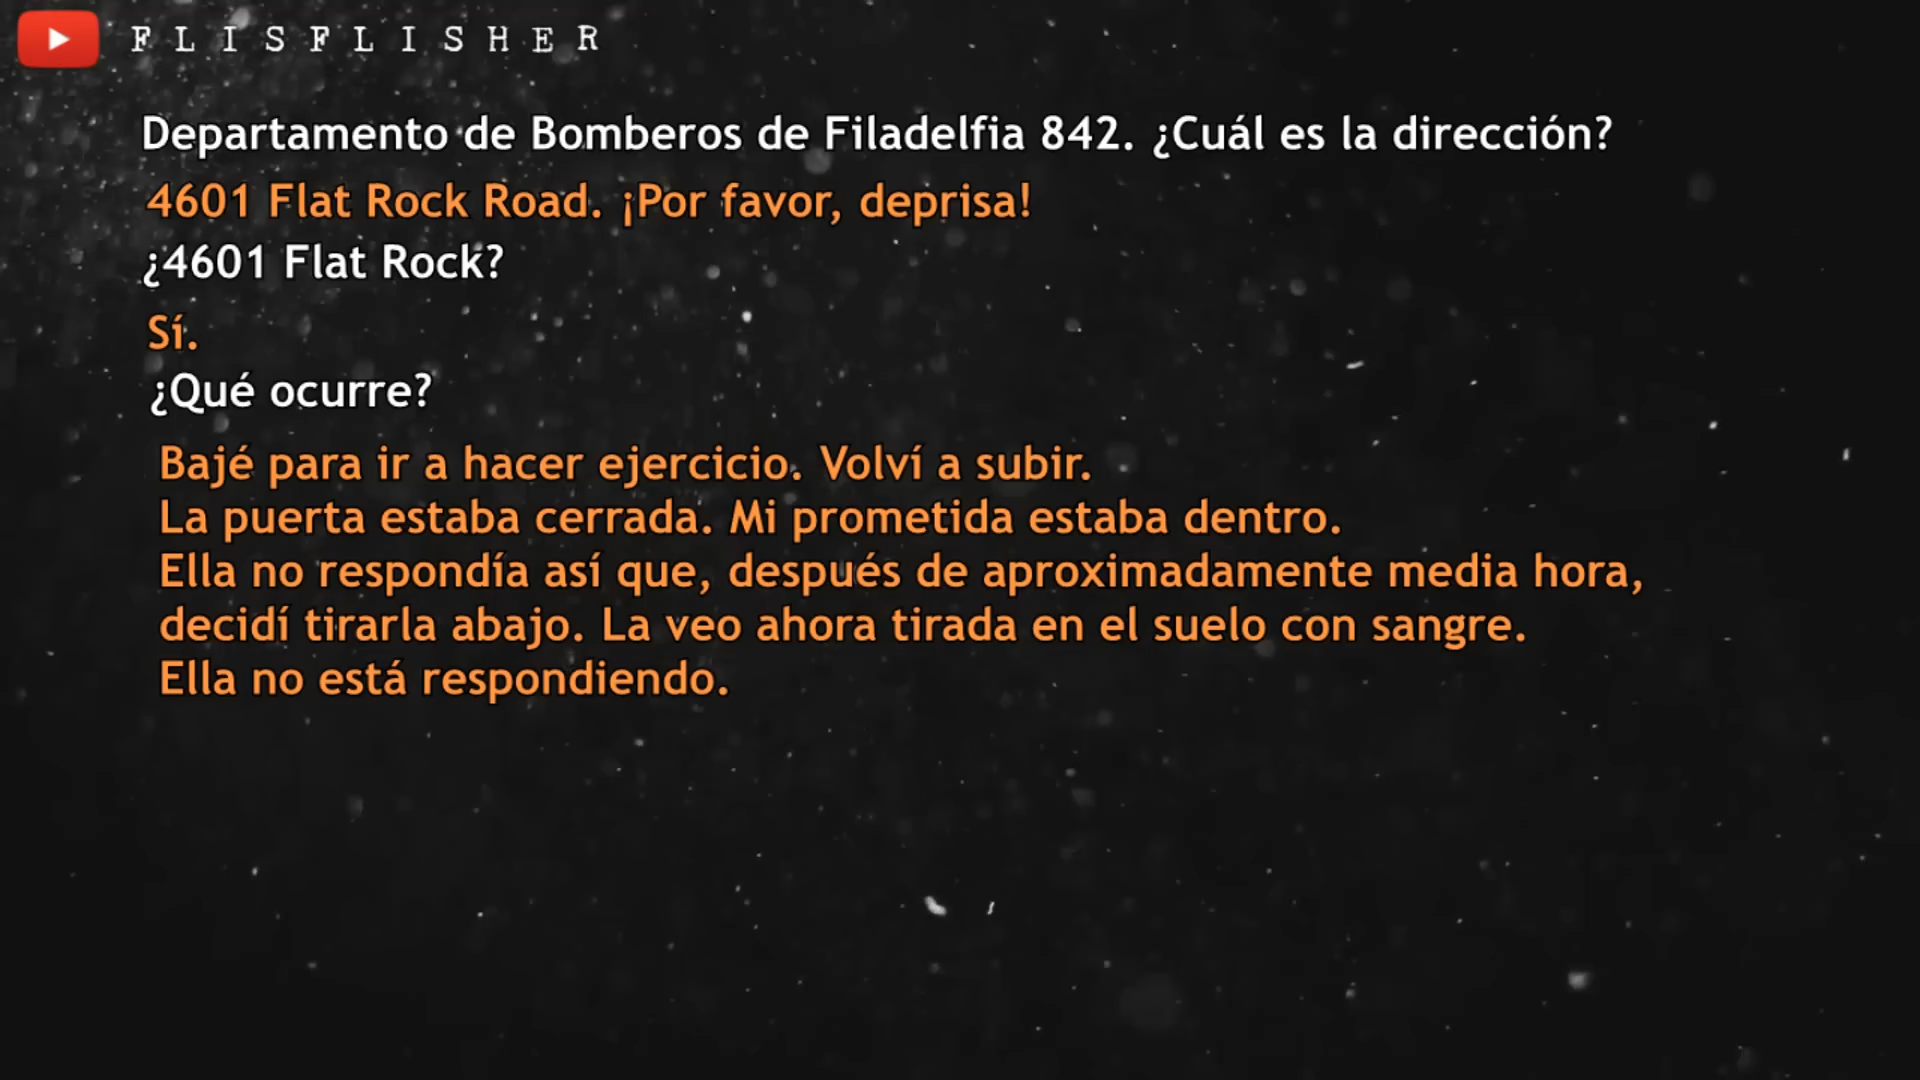 FLISFLISHER
Departamento de Bomberos de Filadelfia 842. ¿Cuál es la dirección?
4601 Flat Rock Road. ¡Por favor, deprisa!
¿4601 Flat Rock?
Sí.
¿Qué ocurre?
Bajé para ir a hacer ejercicio. Volví a subir.
La puerta estaba cerrada. Mi prometida estaba dentro.
Ella no respondía así que, después de aproximadamente media hora,
decidí tirarla abajo. La veo ahora tirada en el suelo con sangre.
Ella no está respondiendo.